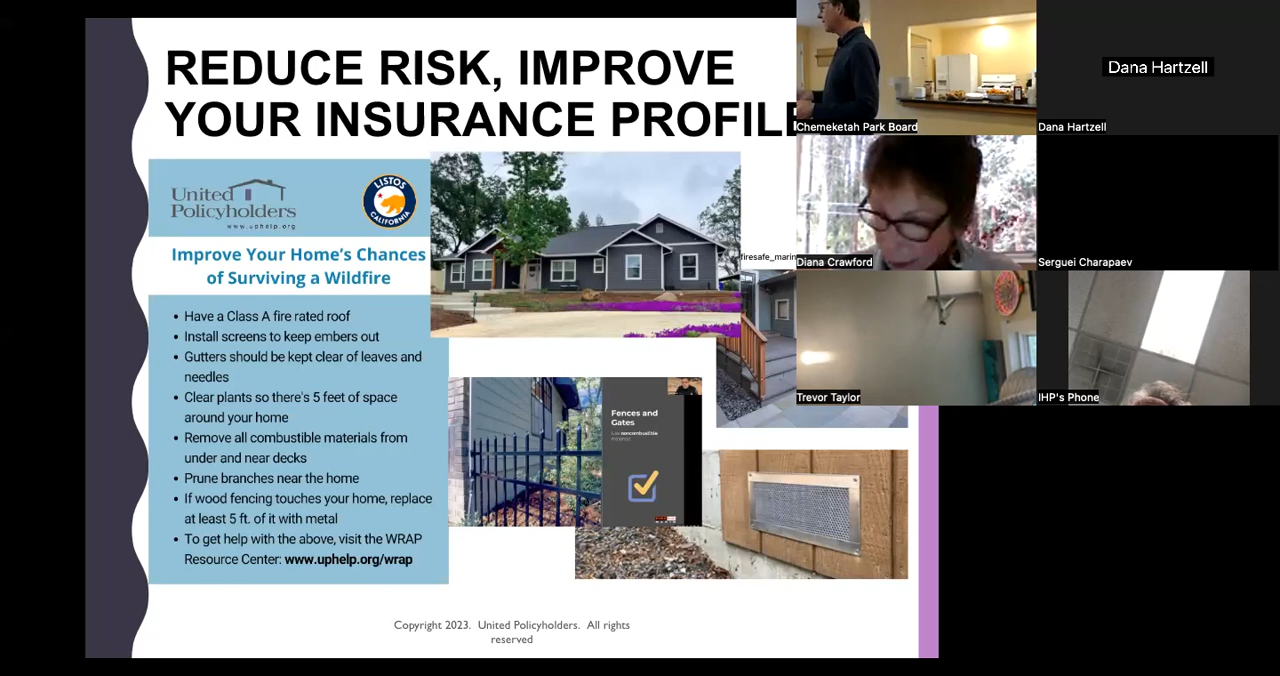 REDUCE RISK, IMPROVE
YOUR INSURANCE PROFILE
United
Policyholders
www.uphelp.org
LISTOS
CALIFORNIA
Improve Your Home's Chances
of Surviving a Wildfire
• Have a Class A fire rated roof
• Install screens to keep embers out
• Gutters should be kept clear of leaves and
needles
• Clear plants so there's 5 feet of space
around your home
• Remove all combustible materials from
under and near decks
• Prune branches near the home
• If wood fencing touches your home, replace
at least 5 ft. of it with metal
• To get help with the above, visit the WRAP
Resource Center: www.uphelp.org/wrap
firesafe_marin
Fences and
Gates
Copyright 2023. United Policyholders. All rights
reserved
Chemeketah Park Board
Dana Hartzell
Dana Hartzell
Diana Crawford
Serguei Charapaev
Trevor Taylor
IHP's Phone